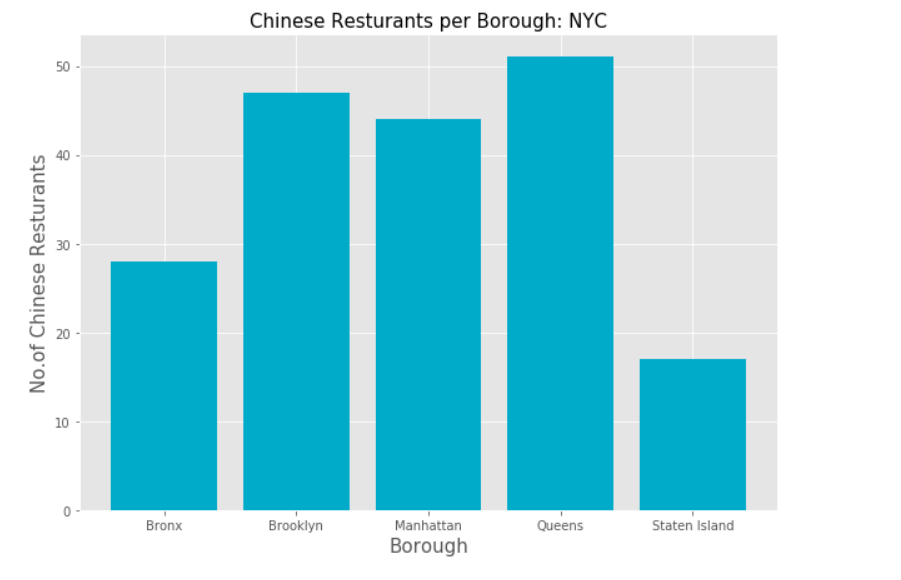 Chinese Resturants per Borough: NYC
No.of Chinese Resturants
50
40
30
20
10
0
Bronx Brooklyn Manhattan Queens Staten Island
Borough